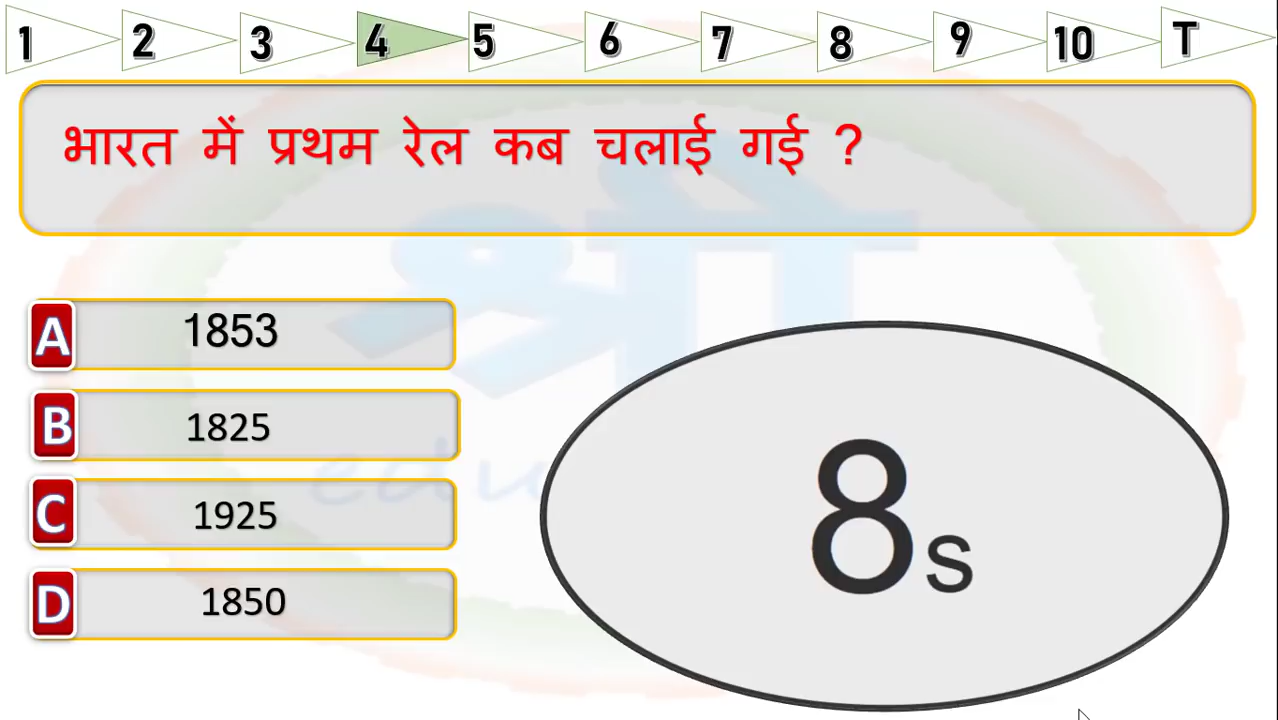 1 2 3 4 5 6 7 8 9 10 T
भारत में प्रथम रेल कब चलाई गई ?
A 1853
B 1825
C 1925
D 1850
8s
श्री
edu